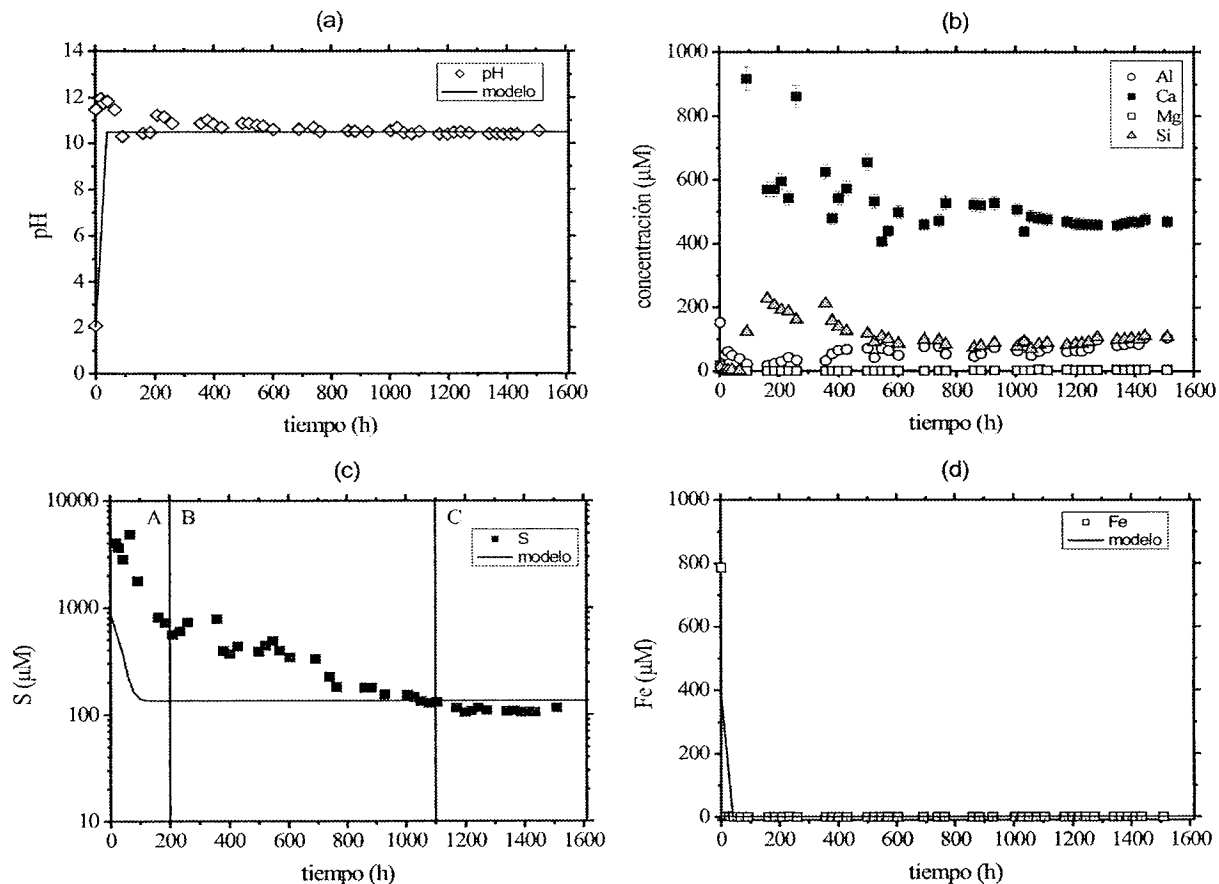 (a)
14
12
10
8
6
4
2
0
pH
pH
modelo
0 200 400 600 800 1000 1200 1400 1600
tiempo (h)
(b)
1000
800
600
400
200
0
concentración (µM)
Al
Ca
Mg
Si
0 200 400 600 800 1000 1200 1400 1600
tiempo (h)
(c)
10000
1000
100
10
S (µM)
A B C
S
modelo
0 200 400 600 800 1000 1200 1400 1600
tiempo (h)
(d)
1000
800
600
400
200
0
Fe (µM)
Fe
modelo
0 200 400 600 800 1000 1200 1400 1600
tiempo (h)